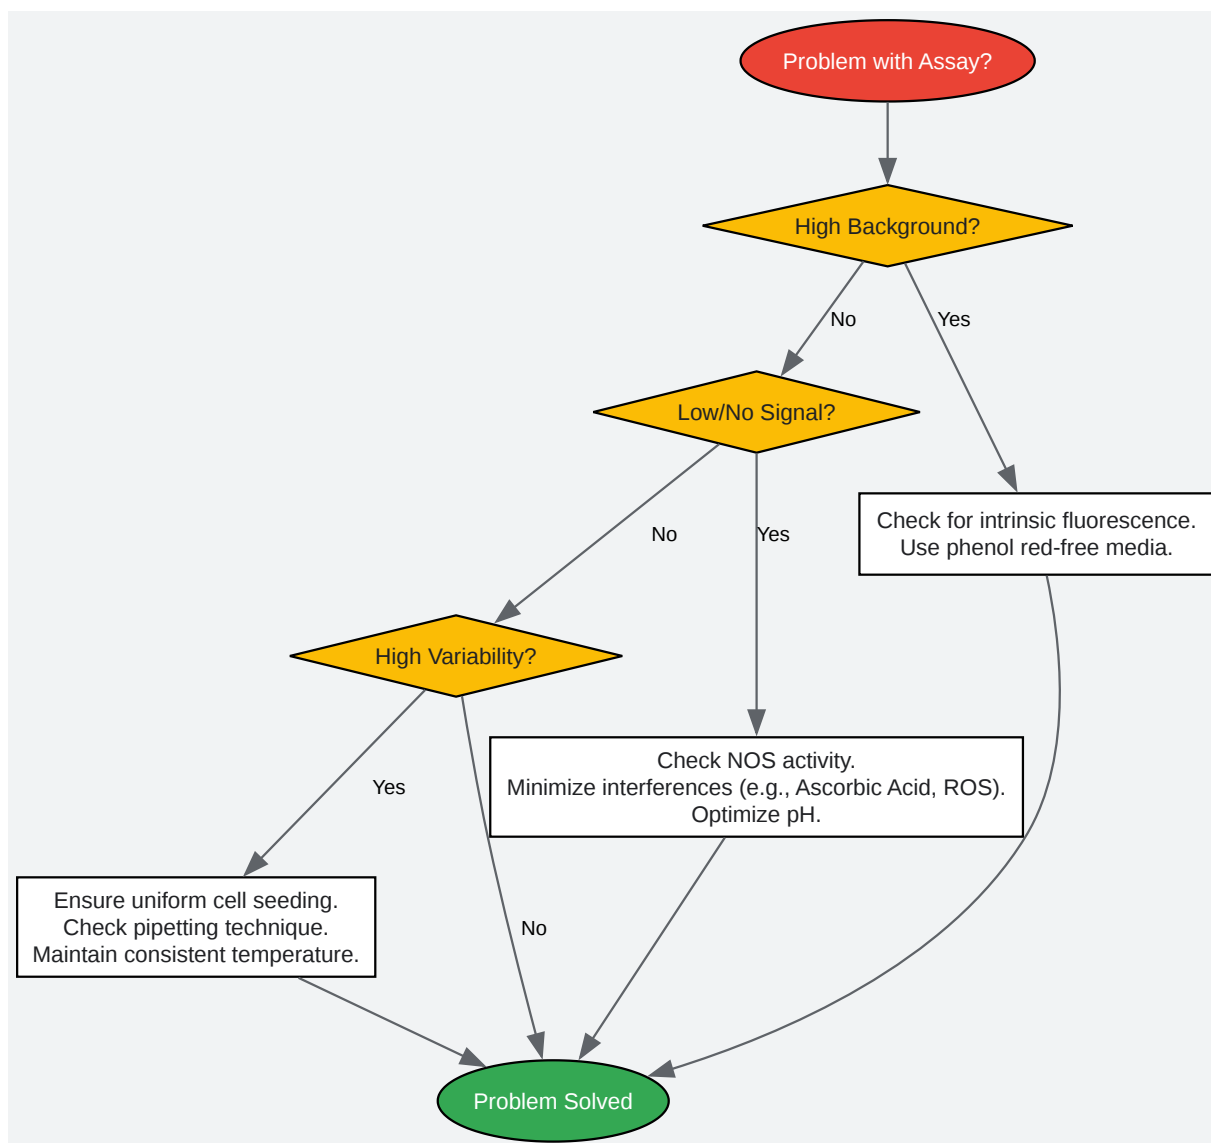 Problem with Assay?
High Background?
No
Yes
Low/No Signal?
Check for intrinsic fluorescence.
Use phenol red-free media.
No
Yes
High Variability?
Check NOS activity.
Minimize interferences (e.g., Ascorbic Acid, ROS).
Optimize pH.
Yes
Ensure uniform cell seeding.
Check pipetting technique.
Maintain consistent temperature.
No
Problem Solved